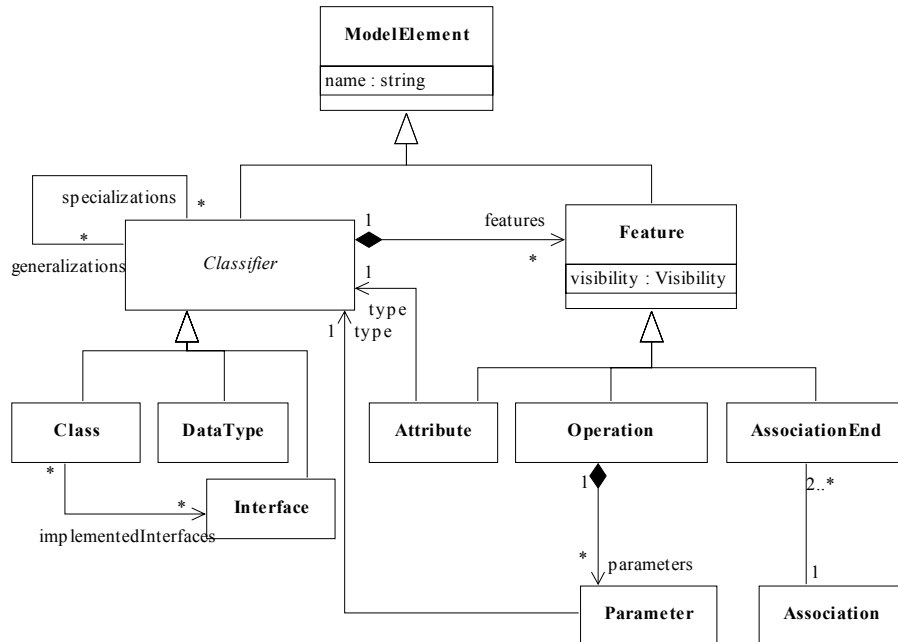 ModelElement
name : string
specializations
*
*
generalizations
Classifier
1
features
*
Feature
visibility : Visibility
1
type
1 type
Class
DataType
Attribute
Operation
AssociationEnd
*
*
Interface
implementedInterfaces
1
2..*
*
parameters
1
Parameter
Association